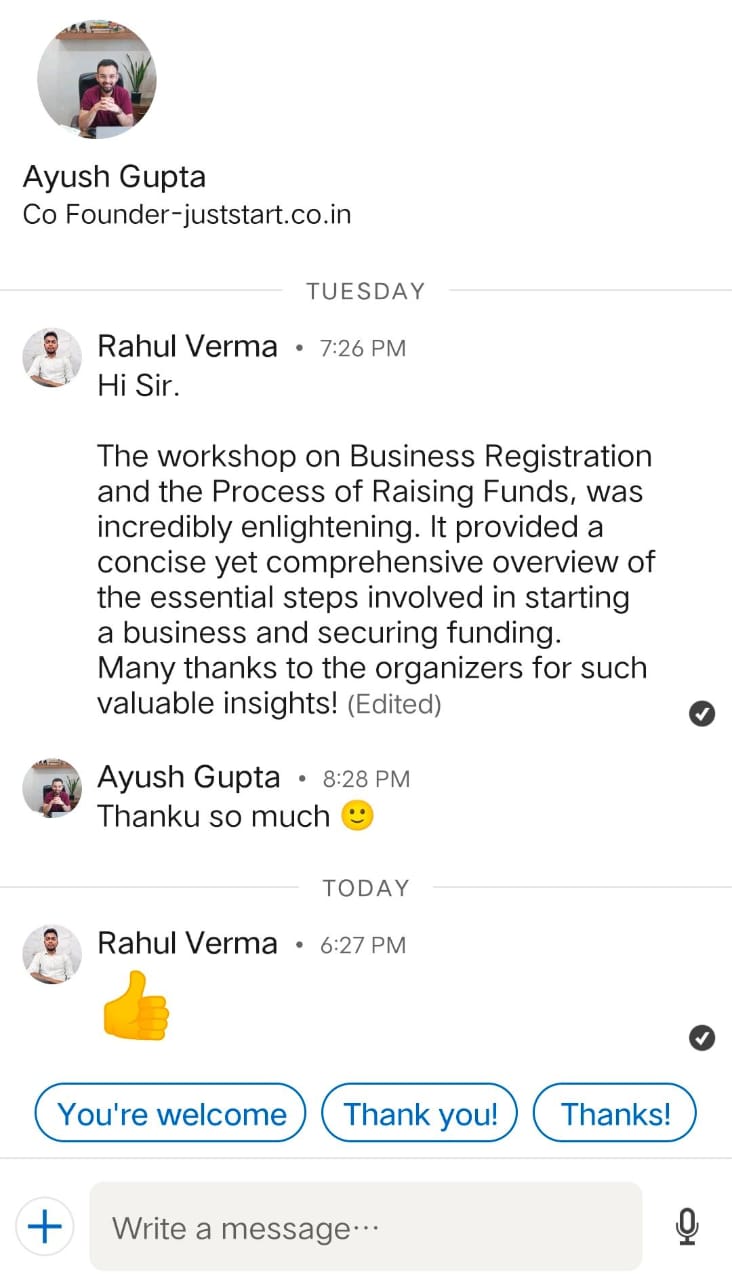 Ayush Gupta
Co Founder-juststart.co.in
TUESDAY
Rahul Verma • 7:26 PM
Hi Sir.
The workshop on Business Registration
and the Process of Raising Funds, was
incredibly enlightening. It provided a
concise yet comprehensive overview of
the essential steps involved in starting
a business and securing funding.
Many thanks to the organizers for such
valuable insights! (Edited)
Ayush Gupta • 8:28 PM
Thanku so much 🙂
TODAY
Rahul Verma • 6:27 PM
👍
You're welcome
Thank you!
Thanks!
Write a message…